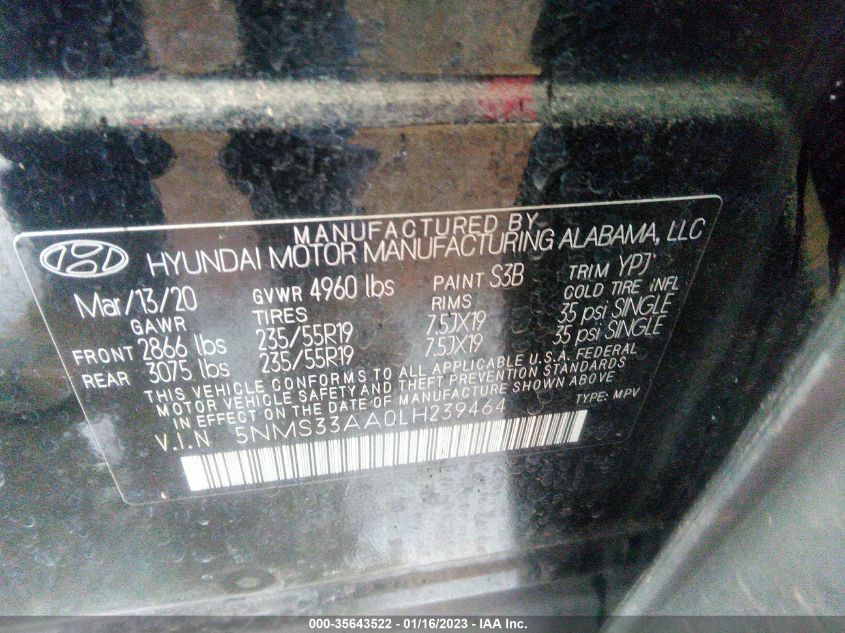 MANUFACTURED BY
HYUNDAI MOTOR MANUFACTURING ALABAMA, LLC
Mar/13/20 GVWR 4960 lbs PAINT S3B TRIM YPJ
GAWR TIRES RIMS COLD TIRE INFL
FRONT 2866 lbs 235/55R19 7.5JX19 35 psi SINGLE
REAR 3075 lbs 235/55R19 7.5JX19 35 psi SINGLE
THIS VEHICLE CONFORMS TO ALL APPLICABLE U.S.A. FEDERAL
MOTOR VEHICLE SAFETY AND THEFT PREVENTION STANDARDS
IN EFFECT ON THE DATE OF MANUFACTURE SHOWN ABOVE
V.I.N 5NMS33AA0LH239464 TYPE: MPV
000-35643522 - 01/16/2023 - IAA Inc.